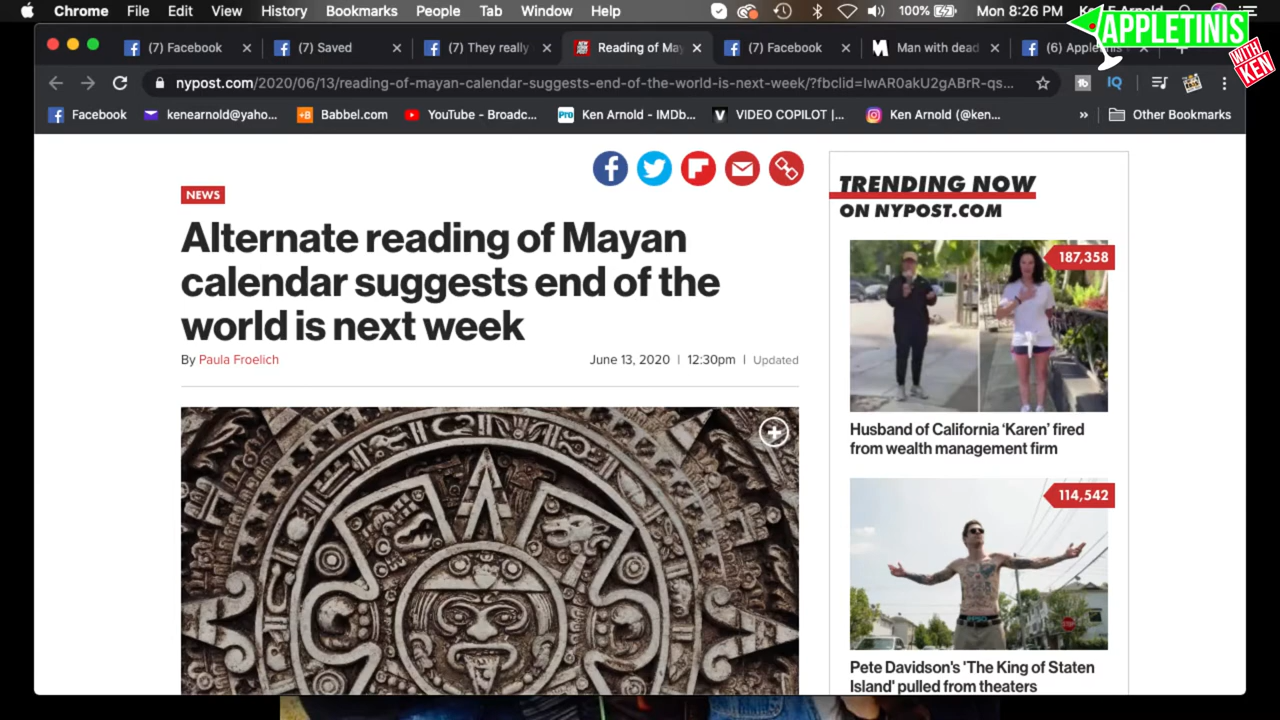 Chrome File Edit View History Bookmarks People Tab Window Help 100% Mon 8:26 PM
APPLETINIS
WITH
KEN
(7) Facebook (7) Saved (7) They really Reading of May (7) Facebook Man with dead (6)
nypost.com/2020/06/13/reading-of-mayan-calendar-suggests-end-of-the-world-is-next-week/?fbclid=IwAR0akU2gABrR-qs...
Facebook kenearnold@yaho... Babbel.com YouTube - Broadc... Pro Ken Arnold - IMDb... VIDEO COPILOT |... Ken Arnold (@ken... » Other Bookmarks
NEWS
Alternate reading of Mayan
calendar suggests end of the
world is next week
By Paula Froelich June 13, 2020 | 12:30pm | Updated
TRENDING NOW
ON NYPOST.COM
187,358
Husband of California ‘Karen’ fired
from wealth management firm
114,542
Pete Davidson's 'The King of Staten
Island' pulled from theaters